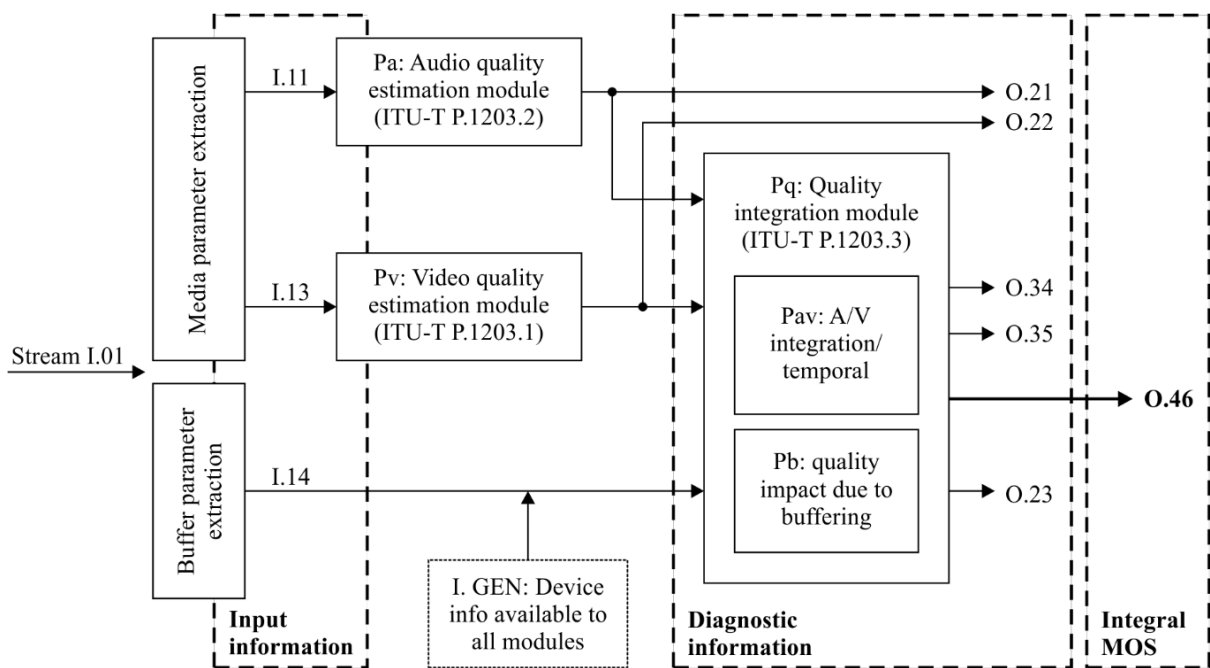 Media parameter extraction
I.11
Pa: Audio quality
estimation module
(ITU-T P.1203.2)
O.21
O.22
Pq: Quality
integration module
(ITU-T P.1203.3)
I.13
Pv: Video quality
estimation module
(ITU-T P.1203.1)
O.34
Pav: A/V
integration/
temporal
O.35
Stream I.01
O.46
Buffer parameter
extraction
I.14
Pb: quality
impact due to
buffering
O.23
I. GEN: Device
info available to
all modules
Input
information
Diagnostic
information
Integral
MOS